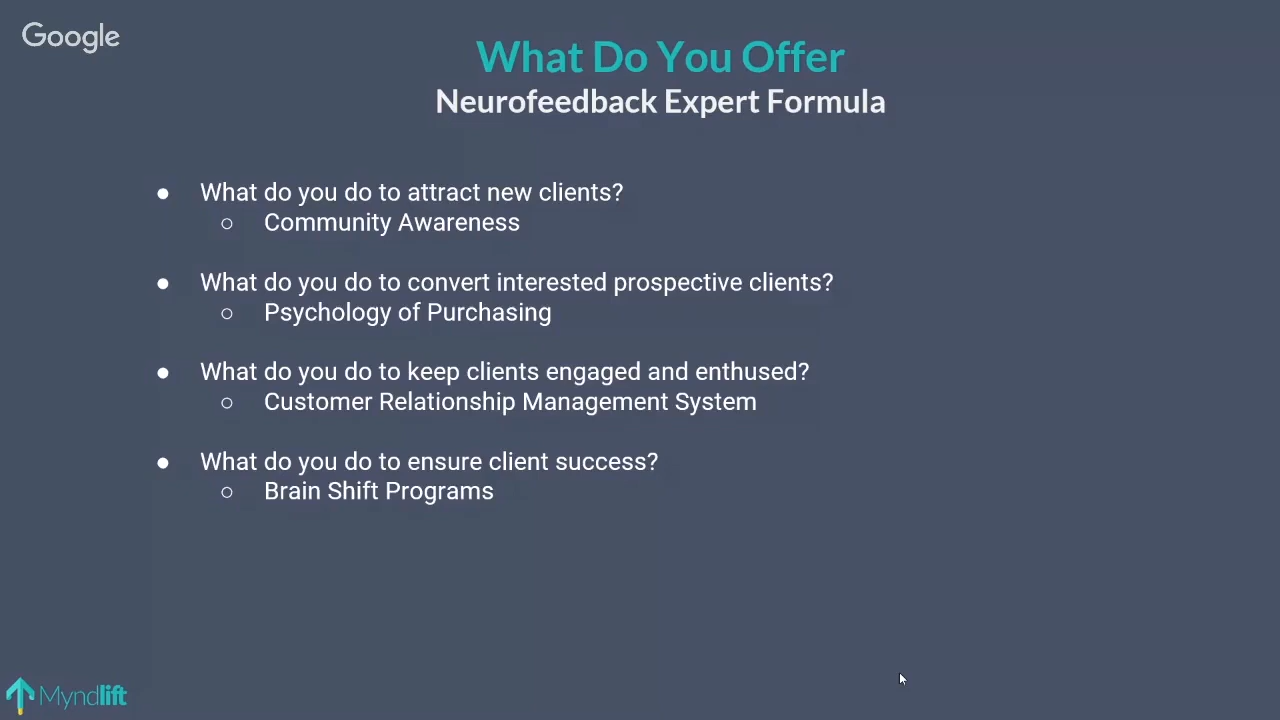 Google
What Do You Offer
Neurofeedback Expert Formula
● What do you do to attract new clients?
○ Community Awareness
● What do you do to convert interested prospective clients?
○ Psychology of Purchasing
● What do you do to keep clients engaged and enthused?
○ Customer Relationship Management System
● What do you do to ensure client success?
○ Brain Shift Programs
Myndlift